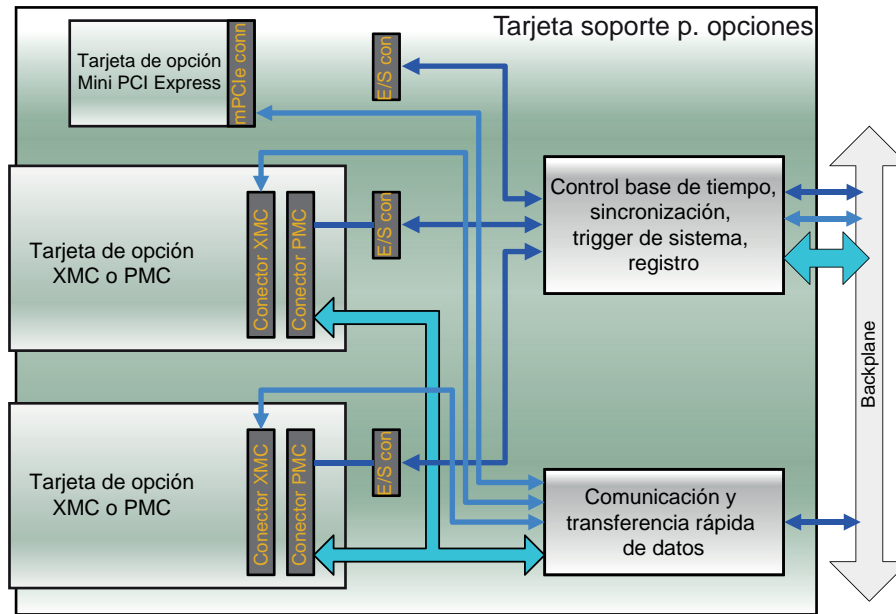 Tarjeta soporte p. opciones
Tarjeta de opción
Mini PCI Express
mPCIe conn
E/S con
Tarjeta de opción
XMC o PMC
Conector XMC
Conector PMC
E/S con
Control base de tiempo,
sincronización,
trigger de sistema,
registro
Backplane
Tarjeta de opción
XMC o PMC
Conector XMC
Conector PMC
E/S con
Comunicación y
transferencia rápida
de datos